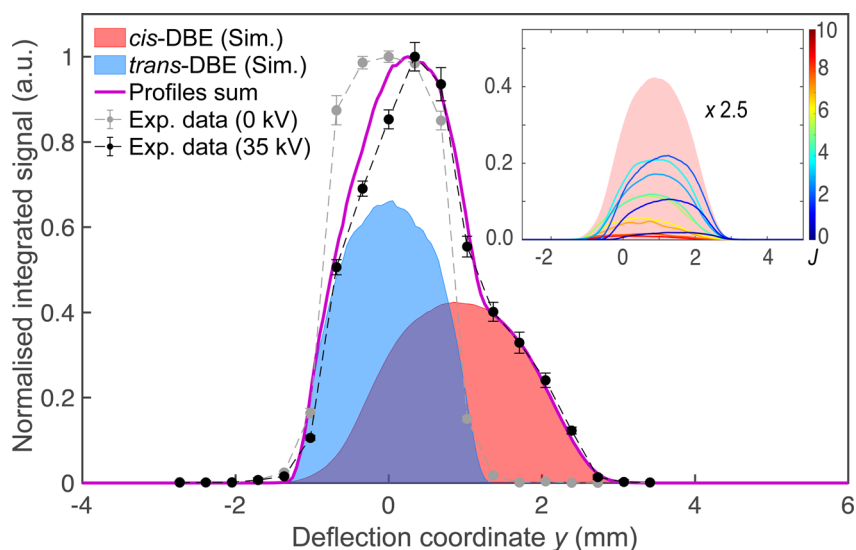 Normalised integrated signal (a.u.)
1
0.8
0.6
0.4
0.2
0
-4
-2
0
2
4
6
Deflection coordinate y (mm)
cis-DBE (Sim.)
trans-DBE (Sim.)
Profiles sum
Exp. data (0 kV)
Exp. data (35 kV)
0.4
0.2
0.0
-2
0
2
4
x 2.5
10
8
6
4
2
0
J